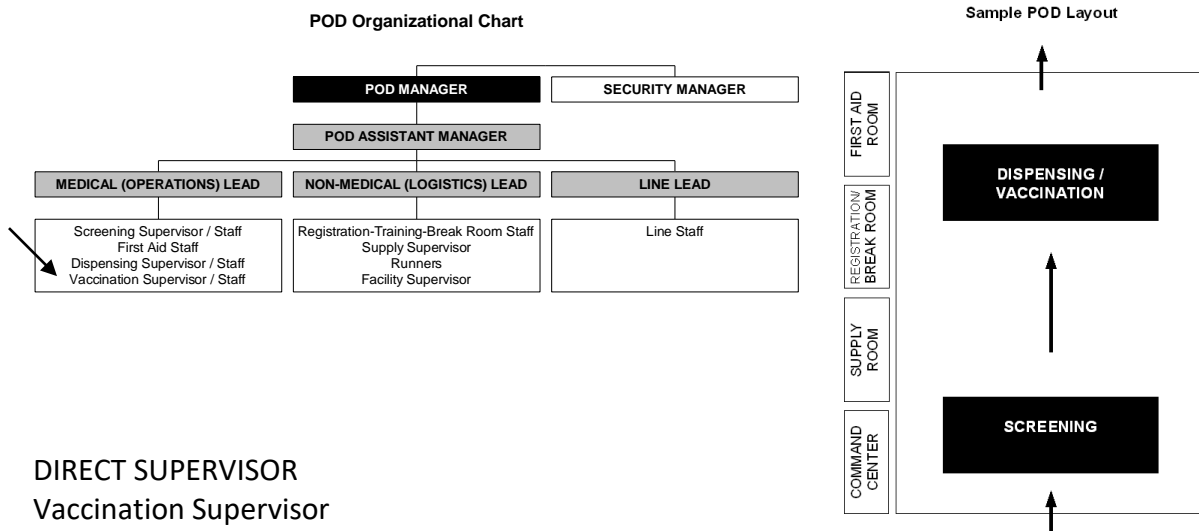 POD Organizational Chart
POD MANAGER
SECURITY MANAGER
POD ASSISTANT MANAGER
MEDICAL (OPERATIONS) LEAD
NON-MEDICAL (LOGISTICS) LEAD
LINE LEAD
Screening Supervisor / Staff
First Aid Staff
Dispensing Supervisor / Staff
Vaccination Supervisor / Staff
Registration-Training-Break Room Staff
Supply Supervisor
Runners
Facility Supervisor
Line Staff
DIRECT SUPERVISOR
Vaccination Supervisor
Sample POD Layout
FIRST AID
ROOM
REGISTRATION/
BREAK ROOM
SUPPLY
ROOM
COMMAND
CENTER
DISPENSING /
VACCINATION
SCREENING